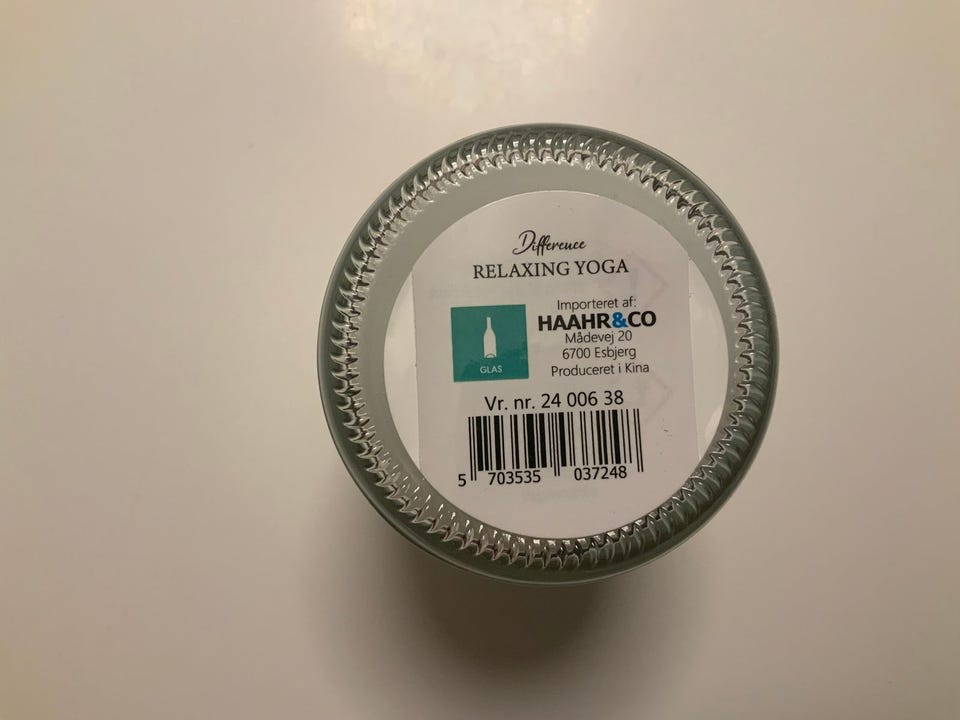 Difference
RELAXING YOGA
GLAS
Importeret af:
HAAHR&CO
Mådevej 20
6700 Esbjerg
Produceret i Kina
Vr. nr. 24 006 38
5 703535 037248